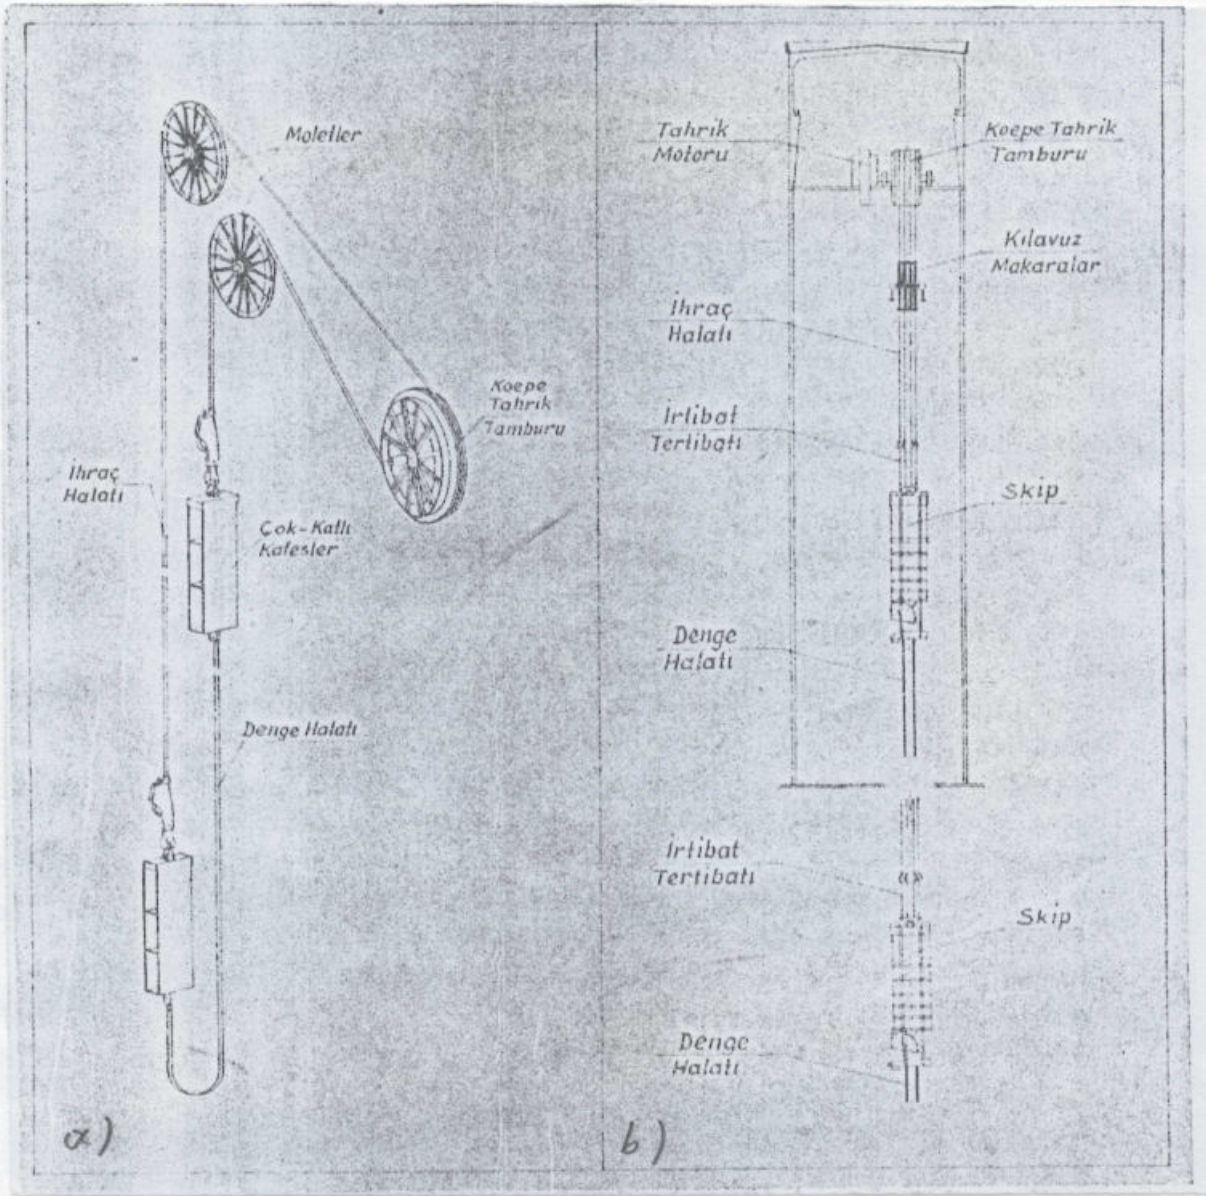 Moletler
Koepe
Tahrik
Tamburu
İhraç
Halatı
Çok-Katlı
Kafesler
Denge Halatı
a)
Tahrik
Motoru
Koepe Tahrik
Tamburu
Kılavuz
Makaralar
İhraç
Halatı
İrtibat
Tertibatı
Skip
Denge
Halatı
İrtibat
Tertibatı
Skip
Denge
Halatı
b)